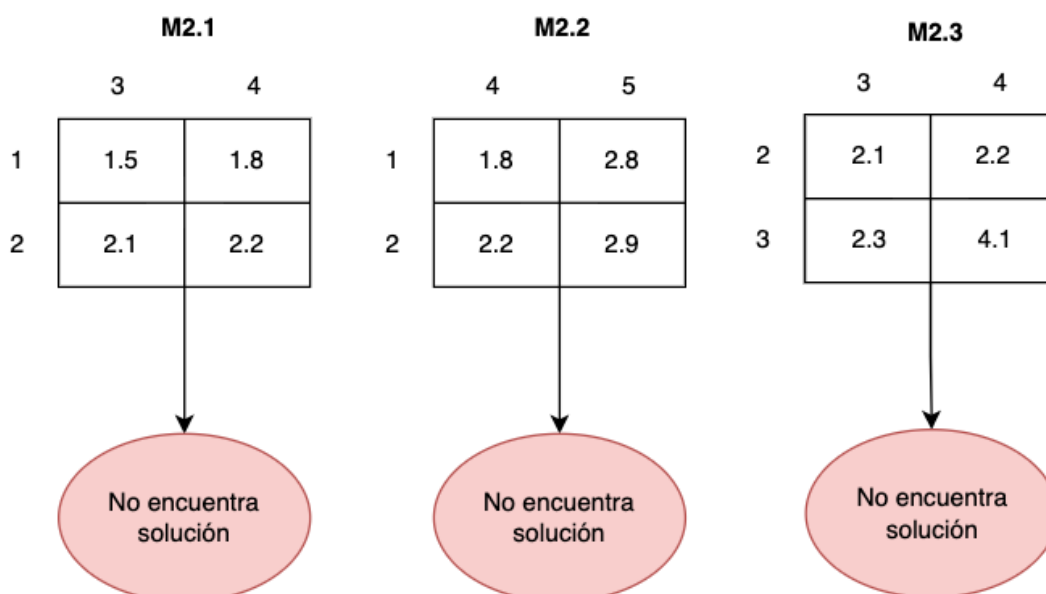 M2.1 M2.2 M2.3
3 4 4 5 3 4
1 1.5 1.8 1 1.8 2.8 2 2.1 2.2
2 2.1 2.2 2 2.2 2.9 3 2.3 4.1
No encuentra No encuentra No encuentra
solución solución solución